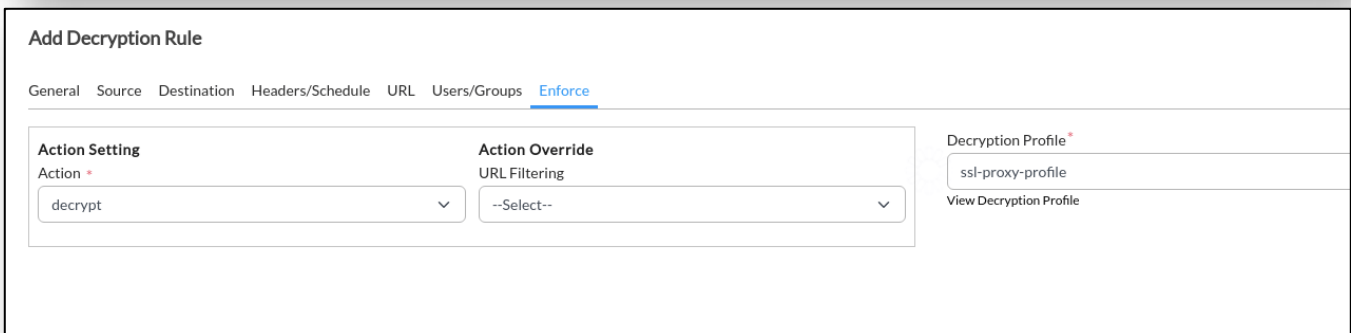 Add Decryption Rule
General Source Destination Headers/Schedule URL Users/Groups Enforce
Action Setting
Action *
decrypt
Action Override
URL Filtering
--Select--
Decryption Profile*
ssl-proxy-profile
View Decryption Profile